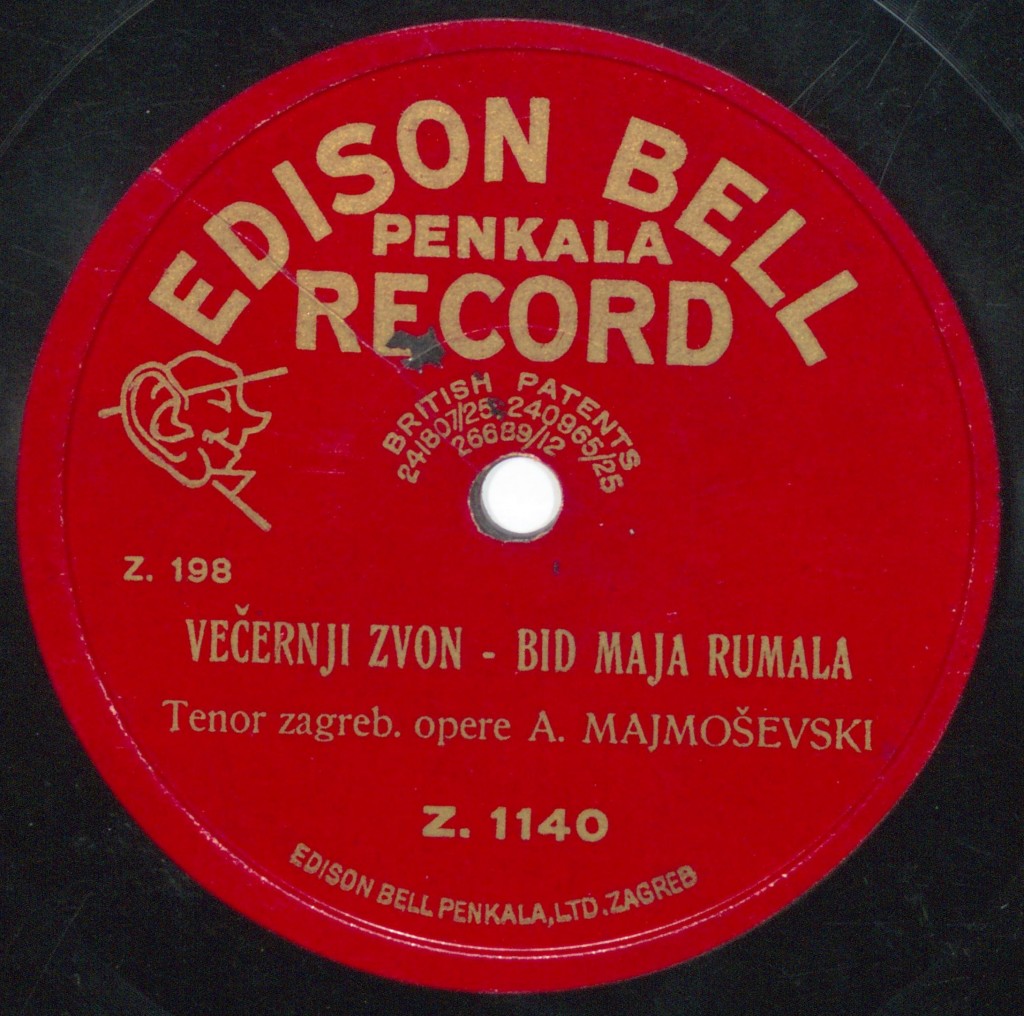 EDISON BELL
PENKALA
RECORD
BRITISH PATENTS
241807/25. 240965/25
26689/12
Z. 198
VEČERNJI ZVON - BID MAJA RUMALA
Tenor zagreb. opere A. MAJMOŠEVSKI
Z. 1140
EDISON BELL PENKALA, LTD. ZAGREB